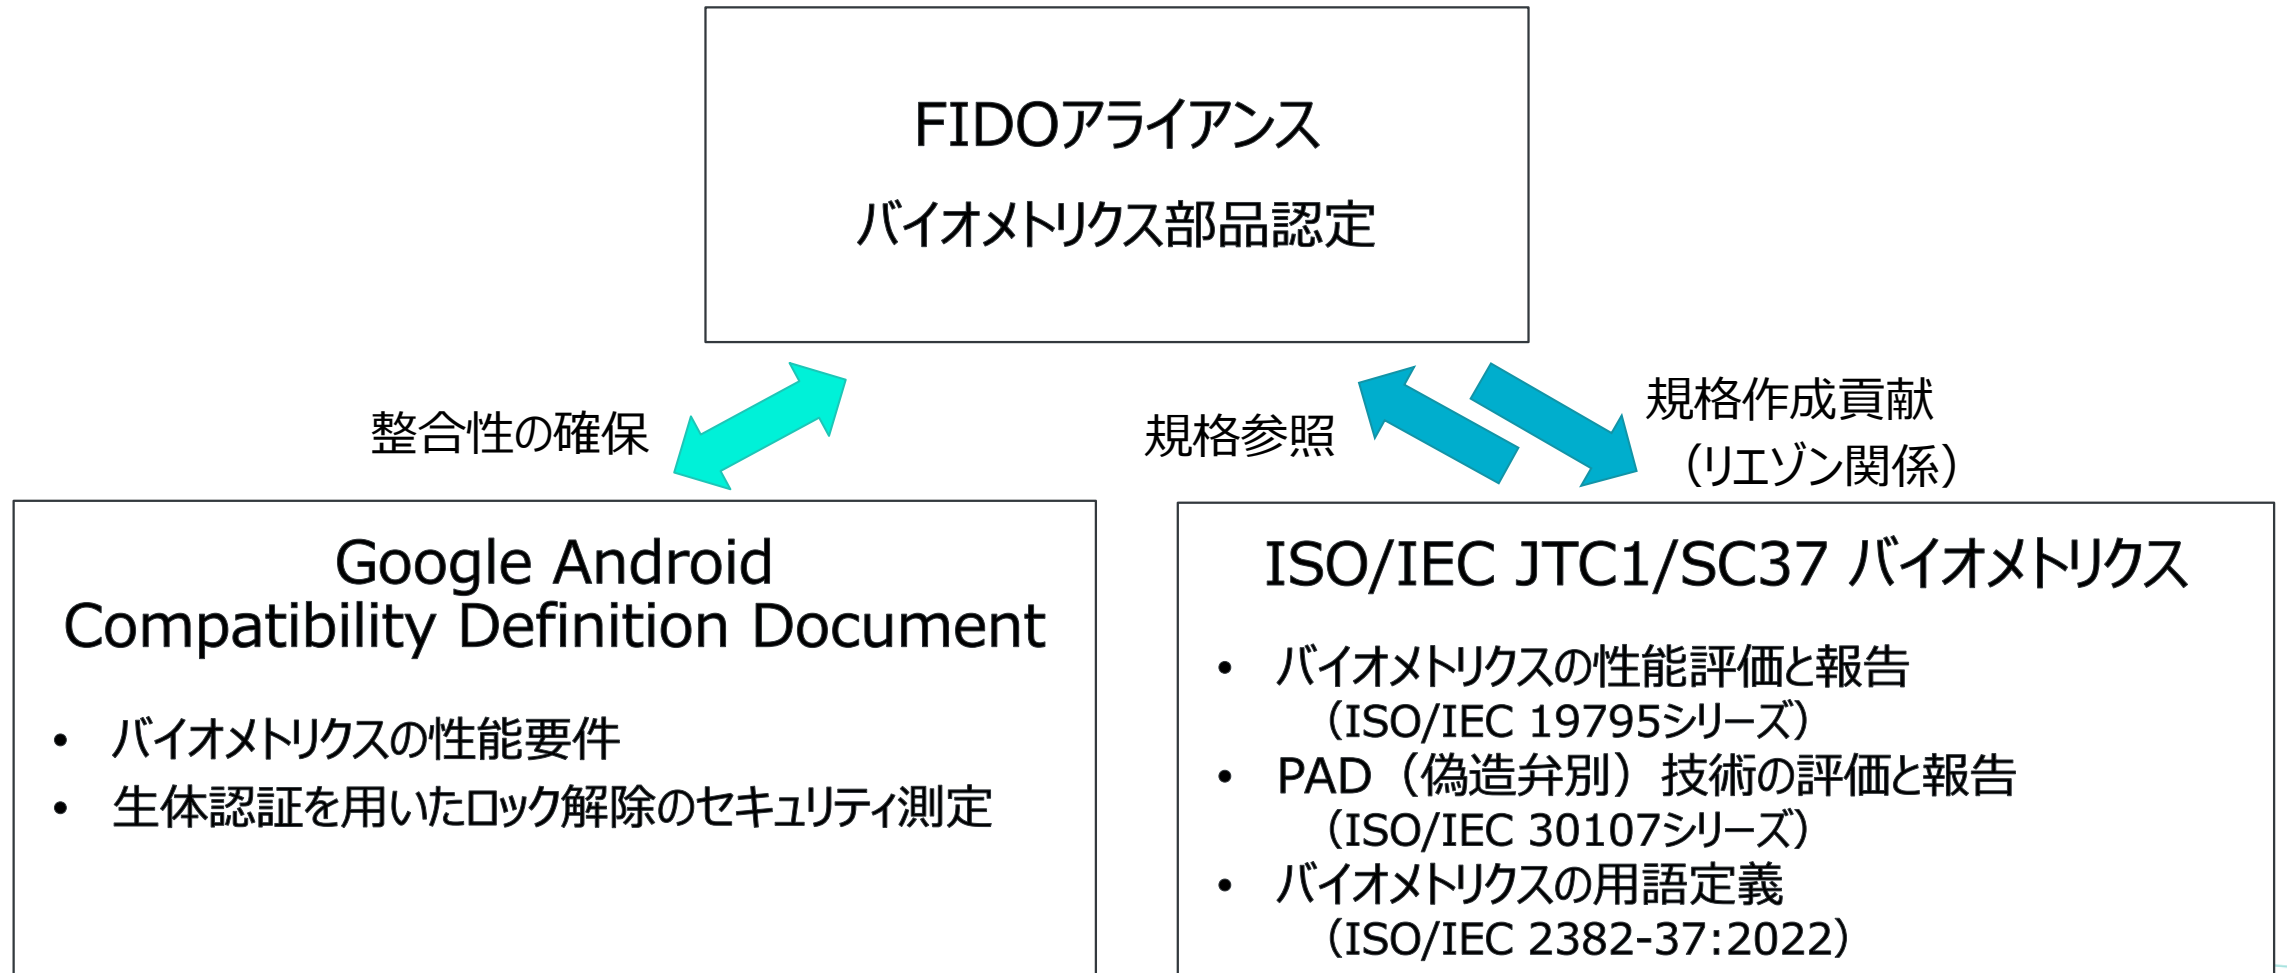 FIDOアライアンス
バイオメトリクス部品認定
整合性の確保
規格参照
規格作成貢献
（リエゾン関係）
Google Android
Compatibility Definition Document
• バイオメトリクスの性能要件
• 生体認証を用いたロック解除のセキュリティ測定
ISO/IEC JTC1/SC37 バイオメトリクス
• バイオメトリクスの性能評価と報告
（ISO/IEC 19795シリーズ）
• PAD（偽造弁別）技術の評価と報告
（ISO/IEC 30107シリーズ）
• バイオメトリクスの用語定義
（ISO/IEC 2382-37:2022）